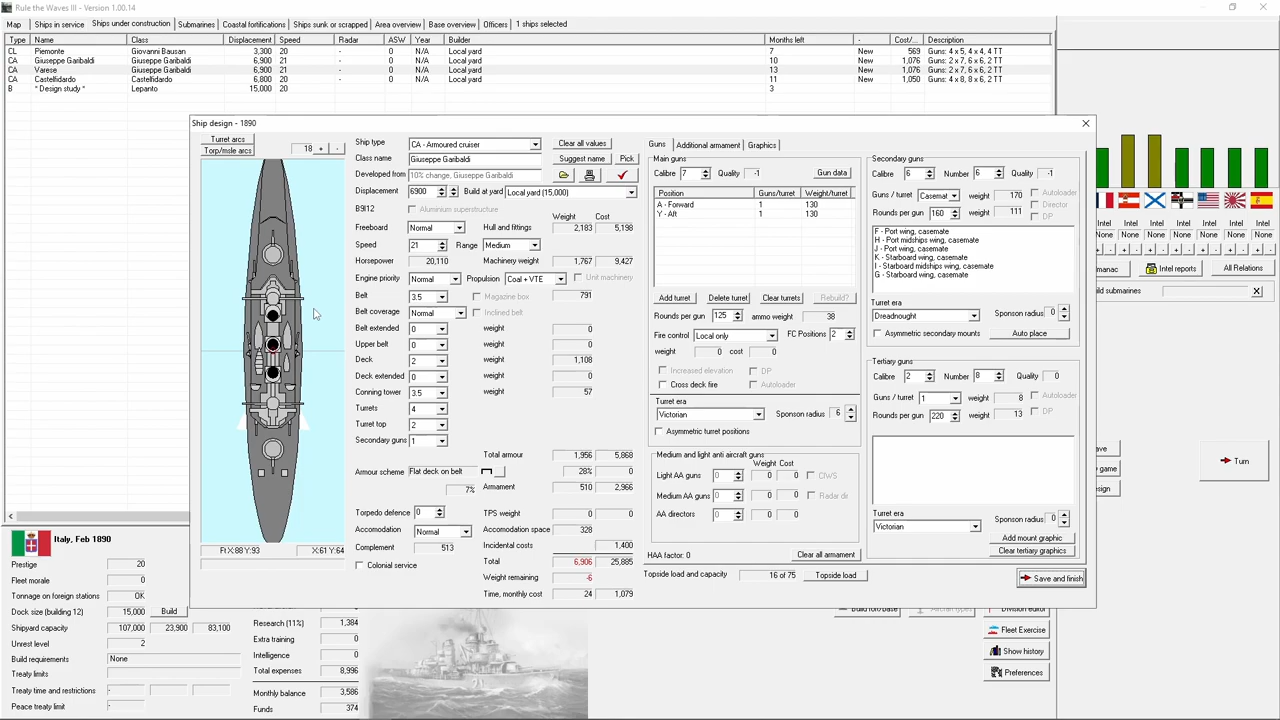 Rule the Waves III - Version 1.00.14
Map Ships in service Ships under construction Submarines Coastal fortifications Ships sunk or scrapped Area overview Base overview Officers 1 ships selected
Type Name Class Displacement Speed Radar ASW Year Builder Months left - Cost/... Description
CL Piemonte Giovanni Bausan 3,300 20 - 0 N/A Local yard 7 New 569 Guns: 4 x 5, 4 x 4, 4 TT
CA Giuseppe Garibaldi Giuseppe Garibaldi 6,900 21 - 0 N/A Local yard 10 New 1,076 Guns: 2 x 7, 6 x 6, 2 TT
CA Varese Giuseppe Garibaldi 6,900 21 - 0 N/A Local yard 13 New 1,076 Guns: 2 x 7, 6 x 6, 2 TT
CA Castelfidardo Castelfidardo 6,800 21 - 0 N/A Local yard 11 New 1,050 Guns: 4 x 8, 8 x 6, 2 TT
B * Design study * Lepanto 15,000 20 3
Ship design - 1890
Turret arcs
Torp/msle arcs
18 + -
Ft X:88 Y:93 X:61 Y:64
Ship type CA - Armoured cruiser Clear all values
Class name Giuseppe Garibaldi Suggest name Pick
Developed from 10% change, Giuseppe Garibaldi
Displacement 6900 Build at yard Local yard (15,000)
BSI12 Aluminium superstructure
Weight Cost
Freeboard Normal Hull and fittings 2,183 5,198
Speed 21 Range Medium
Horsepower 20,110 Machinery weight 1,767 9,427
Engine priority Normal Propulsion Coal + VTE Unit machinery
Belt 3.5 Magazine box 791
Belt coverage Normal Inclined belt
Belt extended 0 weight 0
Upper belt 0 weight 0
Deck 2 weight 1,108
Deck extended 0 weight 0
Conning tower 3.5 weight 57
Turrets 4
Turret top 2
Secondary guns 1
Total armour 1,956 5,868
Armour scheme Flat deck on belt 28% 0
7% Armament 510 2,966
Torpedo defence 0 TPS weight 0 0
Accomodation Normal Accomodation space 328
Complement 513 Incidental costs 1,400
Colonial service Total 6,906 25,885
Weight remaining -6
Time, monthly cost 24 1,079
Guns Additional armament Graphics
Main guns
Calibre 7 Quality -1 Gun data
Position Guns/turret Weight/turret
A - Forward 1 130
Y - Aft 1 130
Add turret Delete turret Clear turrets Rebuild?
Rounds per gun 125 ammo weight 38
Fire control Local only FC Positions 2
weight 0 cost 0
Increased elevation DP
Cross deck fire Autoloader
Turret era
Victorian Sponson radius 6
Asymmetric turret positions
Medium and light anti aircraft guns
Weight Cost
Light AA guns 0 0 0 CIWS
Medium AA guns 0 0 0 Radar dir
AA directors 0 0 0
HAA factor: 0 Clear all armament
Topside load and capacity 16 of 75 Topside load
Secondary guns
Calibre 6 Number 6 Quality -1
Guns / turret Casemat weight 170 Autoloader
Director
Rounds per gun 160 weight 111 DP
F - Port wing, casemate
H - Port midships wing, casemate
J - Port wing, casemate
K - Starboard wing, casemate
I - Starboard midships wing, casemate
G - Starboard wing, casemate
Turret era
Dreadnought Sponson radius 0
Asymmetric secondary mounts Auto place
Tertiary guns
Calibre 2 Number 8 Quality 0
Guns / turret 1 weight 8 Autoloader
Rounds per gun 220 weight 13 DP
Turret era
Victorian Sponson radius 0
Add mount graphic
Clear tertiary graphics
Save and finish
None None None None None None None
Intel reports All Relations
Turn
Italy, Feb 1890
Prestige 20
Fleet morale 0
Tonnage on foreign stations OK
Dock size (building 12) 15,000 Build
Shipyard capacity 107,000 23,900 83,100
Unrest level 2
Build requirements None
Treaty limits
Treaty time and restrictions -
Peace treaty limit -
Research (11%) 1,384
Extra training 0
Intelligence 0
Total expenses 8,996
Monthly balance 3,586
Funds 374
Division editor
Fleet Exercise
Show history
Preferences